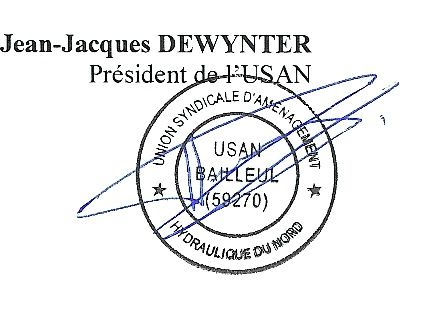 Jean-Jacques DEWYNTER
Président de l'USAN
UNION SYNDICALE D'AMENAGEMENT
USAN
BAILLEUL
(59270)
HYDRAULIQUE DU NORD